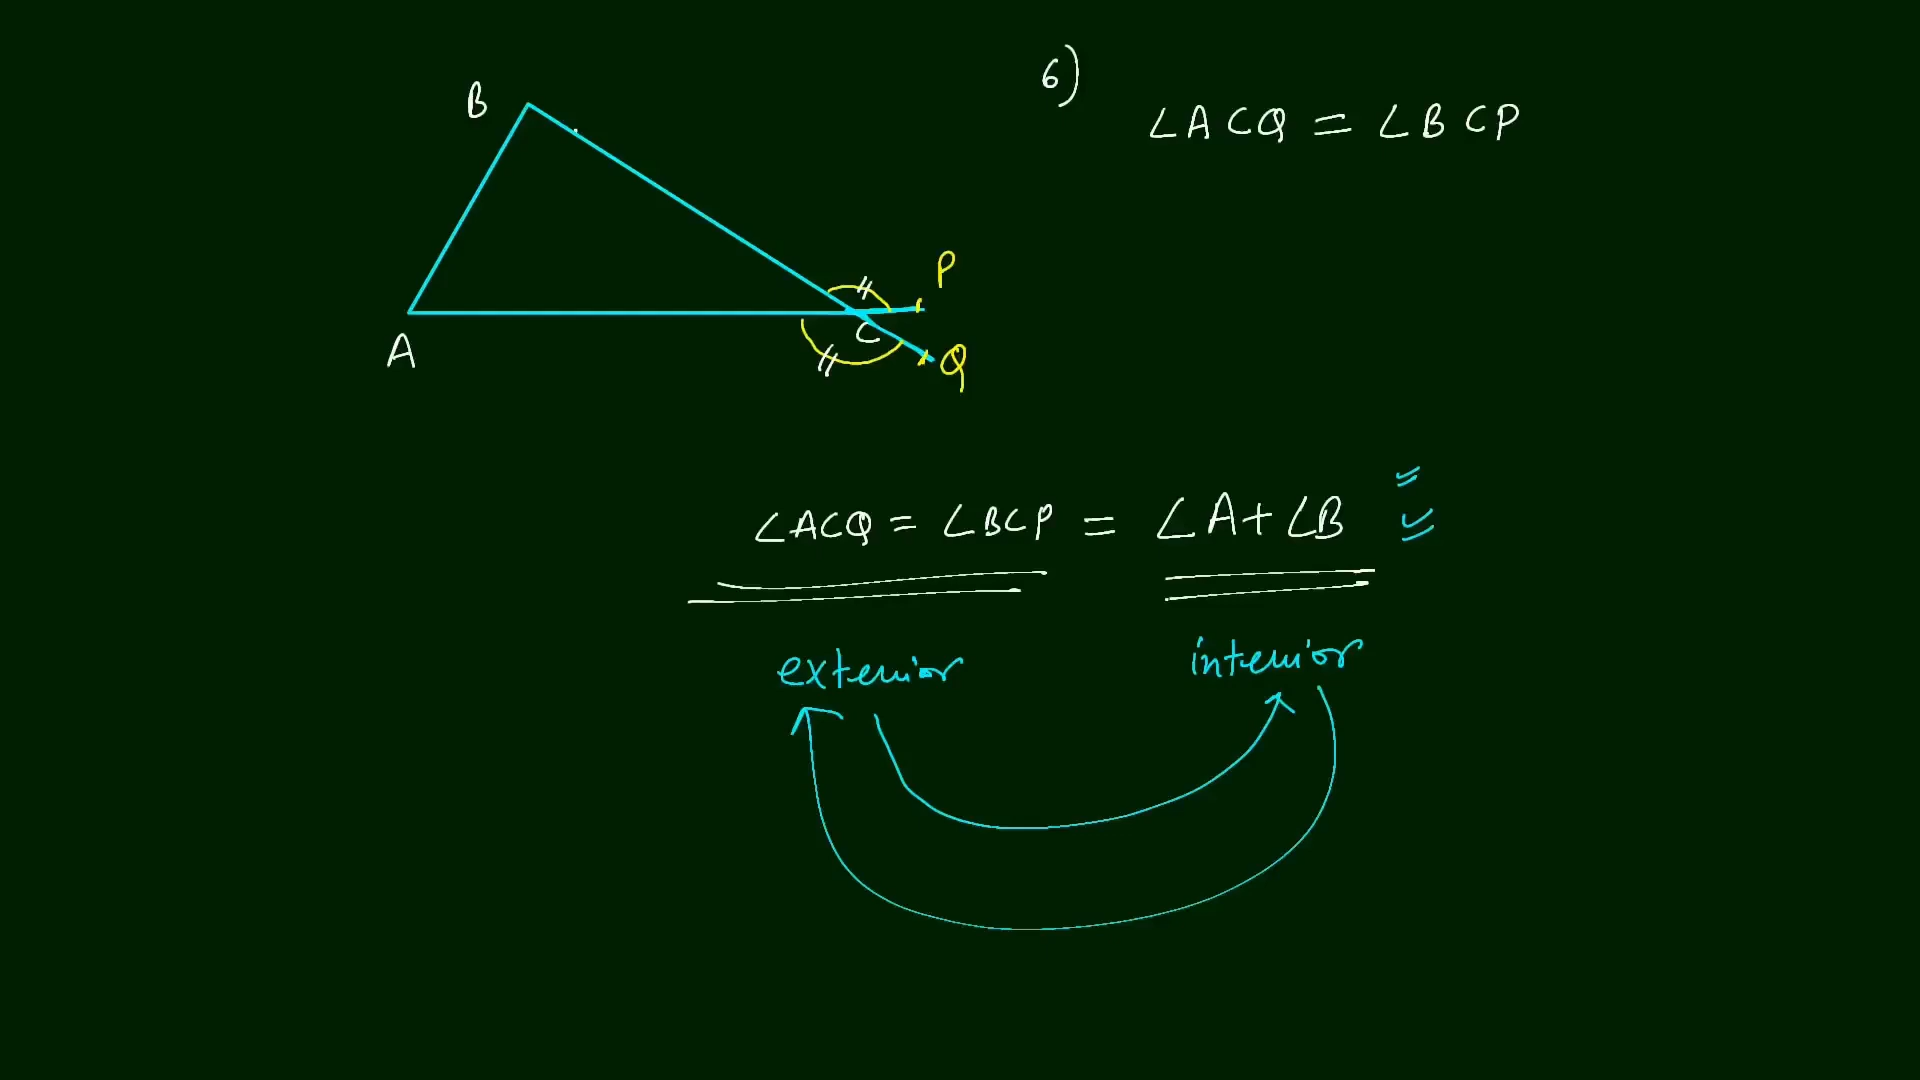 6)
∠ACQ = ∠BCP
B
P
C
A
Q
∠ACQ = ∠BCP = ∠A+∠B
exterior
interior